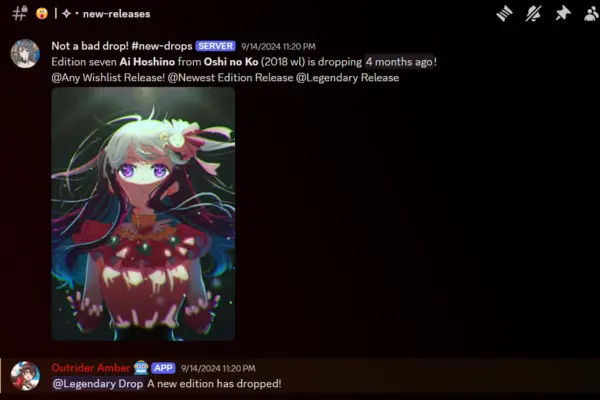 | ✧ • new-releases
Not a bad drop! #new-drops SERVER 9/14/2024 11:20 PM
Edition seven Ai Hoshino from Oshi no Ko (2018 wl) is dropping 4 months ago!
@Any Wishlist Release! @Newest Edition Release @Legendary Release
Outrider Amber APP 9/14/2024 11:20 PM
@Legendary Drop A new edition has dropped!